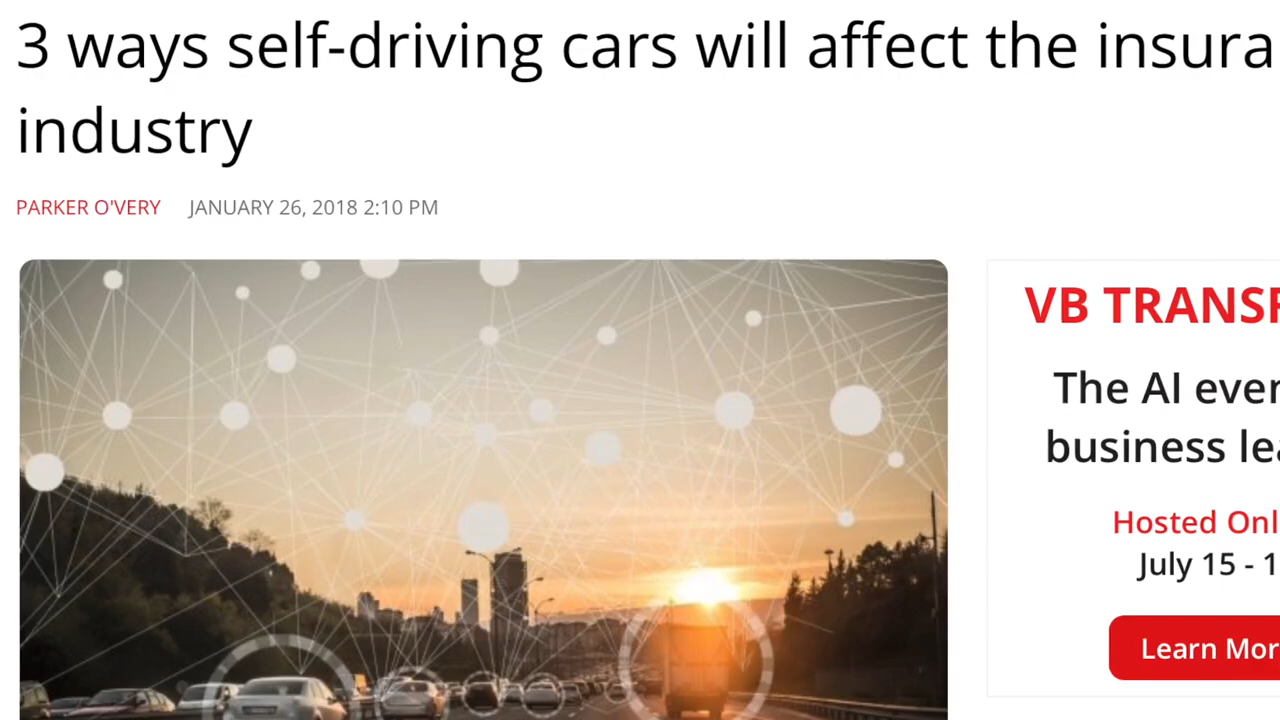 3 ways self-driving cars will affect the insura
industry
PARKER O'VERY JANUARY 26, 2018 2:10 PM
VB TRANSF
The AI even
business lea
Hosted Onl
July 15 - 1
Learn Mor